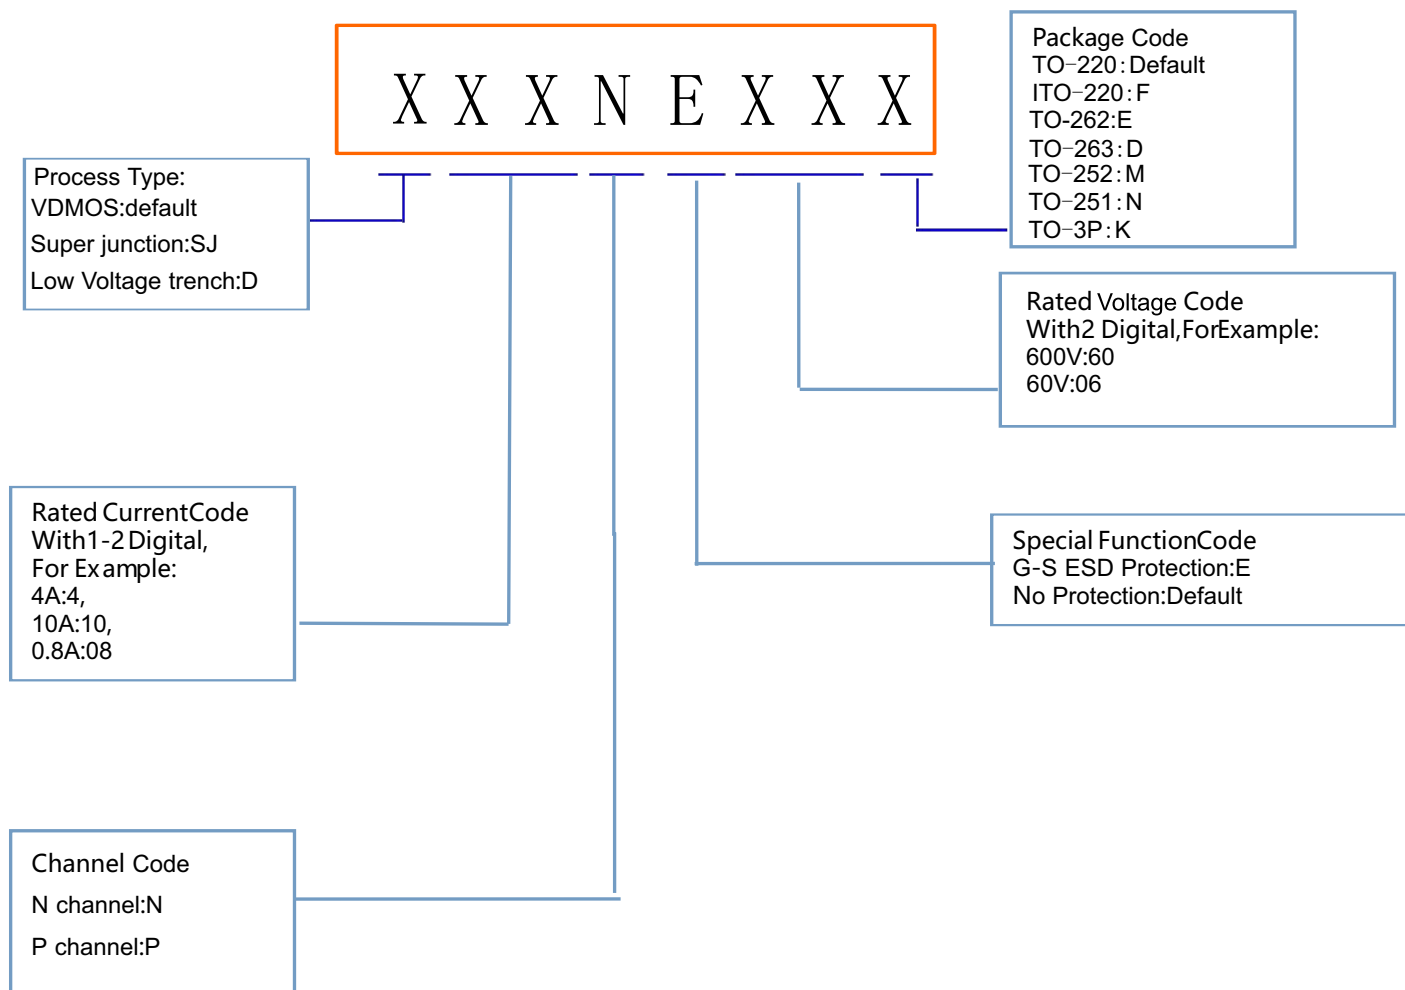 X X X N E X X X
Package Code
TO-220:Default
ITO-220:F
TO-262:E
TO-263:D
TO-252:M
TO-251:N
TO-3P:K
Process Type:
VDMOS:default
Super junction:SJ
Low Voltage trench:D
Rated Voltage Code
With2 Digital,ForExample:
600V:60
60V:06
Rated CurrentCode
With1-2 Digital,
For Example:
4A:4,
10A:10,
0.8A:08
Special FunctionCode
G-S ESD Protection:E
No Protection:Default
Channel Code
N channel:N
P channel:P